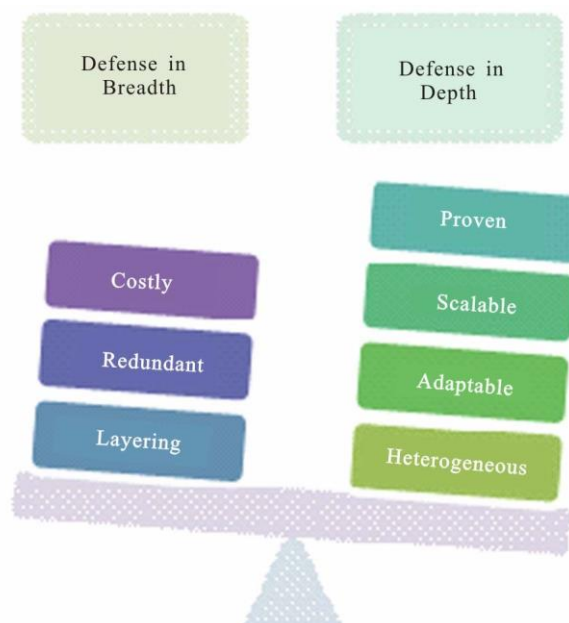 Defense in
Breadth
Defense in
Depth
Costly
Redundant
Layering
Proven
Scalable
Adaptable
Heterogeneous